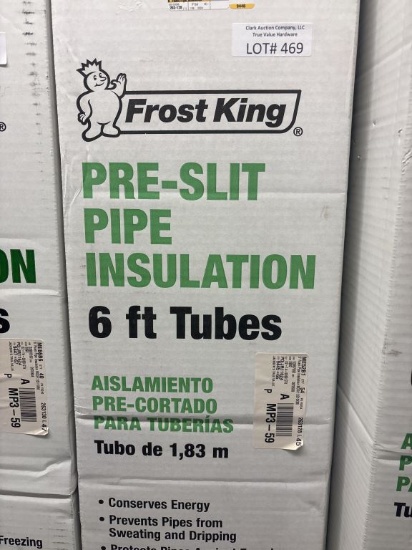 Clark Auction Company, LLC
True Value Hardware
LOT# 469
Frost King
®
PRE-SLIT
PIPE
INSULATION
6 ft Tubes
AISLAMIENTO
PRE-CORTADO
PARA TUBERÍAS
Tubo de 1,83 m
• Conserves Energy
• Prevents Pipes from
Sweating and Dripping
ON
S
A
MP3-59
P
A
MP3-59
P
Freezing
®
P
Tu